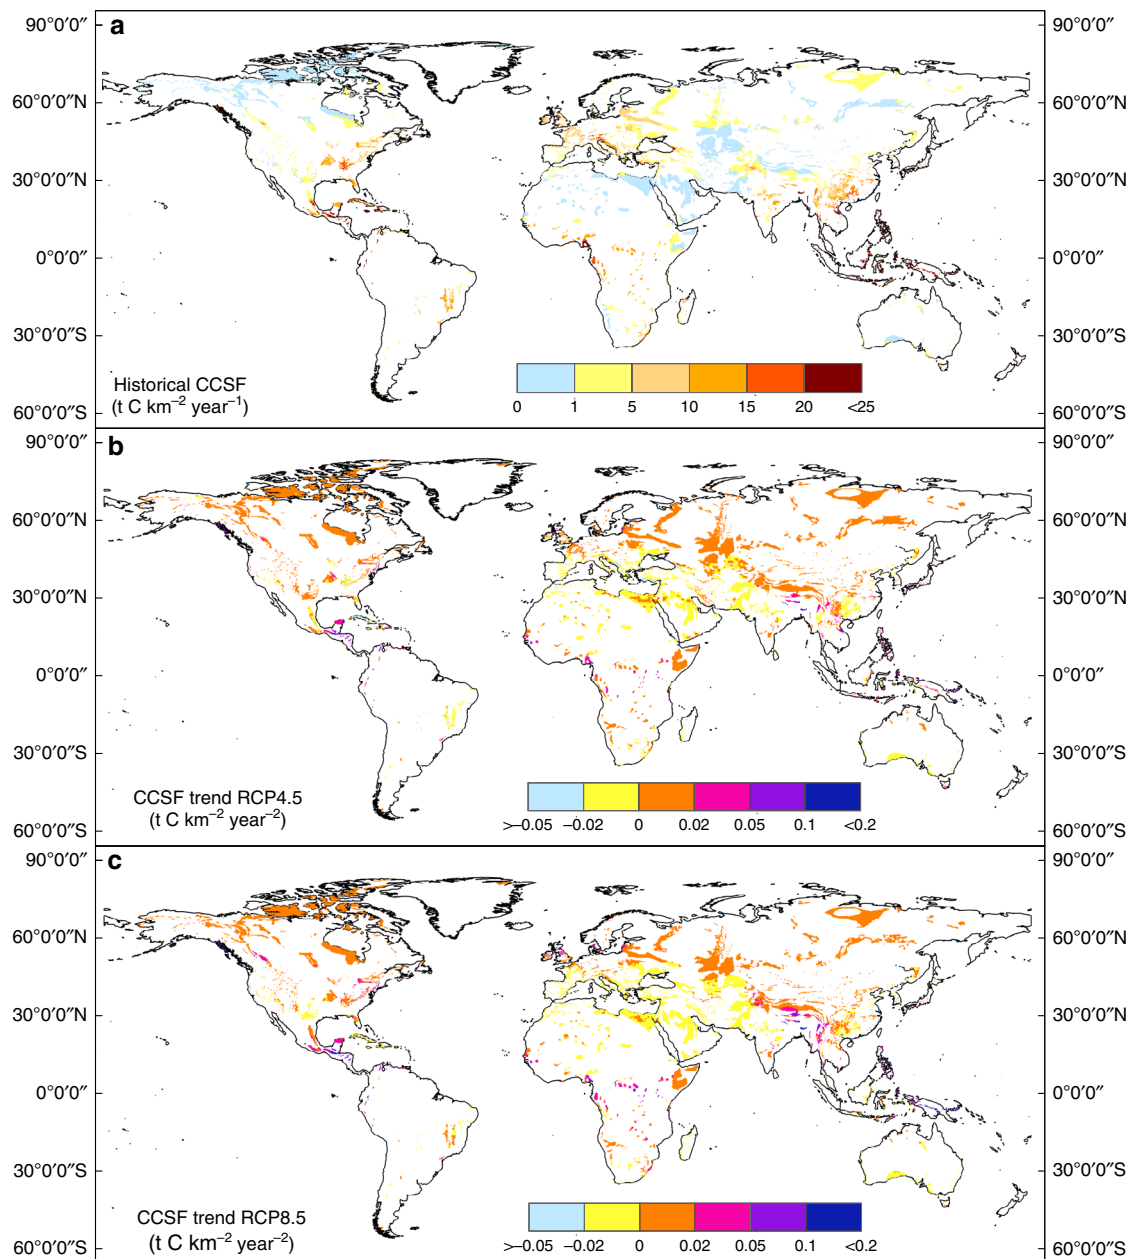 90°0′0″
a
90°0′0″
60°0′0″N
60°0′0″N
30°0′0″N
30°0′0″N
0°0′0″
0°0′0″
30°0′0″S
30°0′0″S
Historical CCSF
(t C km⁻² year⁻¹)
0 1 5 10 15 20 <25
60°0′0″S
60°0′0″S
90°0′0″
b
90°0′0″
60°0′0″N
60°0′0″N
30°0′0″N
30°0′0″N
0°0′0″
0°0′0″
30°0′0″S
30°0′0″S
CCSF trend RCP4.5
(t C km⁻² year⁻²)
>−0.05 −0.02 0 0.02 0.05 0.1 <0.2
60°0′0″S
60°0′0″S
90°0′0″
c
90°0′0″
60°0′0″N
60°0′0″N
30°0′0″N
30°0′0″N
0°0′0″
0°0′0″
30°0′0″S
30°0′0″S
CCSF trend RCP8.5
(t C km⁻² year⁻²)
>−0.05 −0.02 0 0.02 0.05 0.1 <0.2
60°0′0″S
60°0′0″S